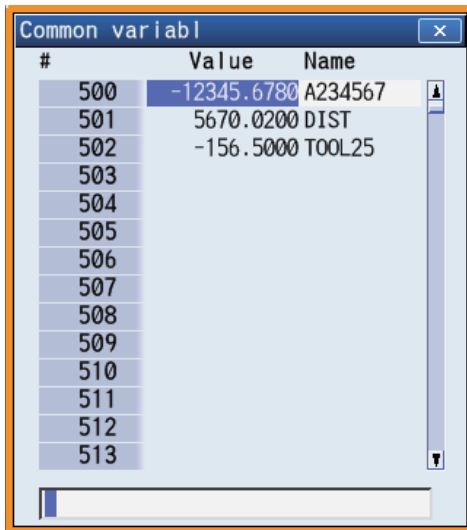 Common variabl
# Value Name
500 -12345.6780 A234567
501 5670.0200 DIST
502 -156.5000 TOOL25
503
504
505
506
507
508
509
510
511
512
513